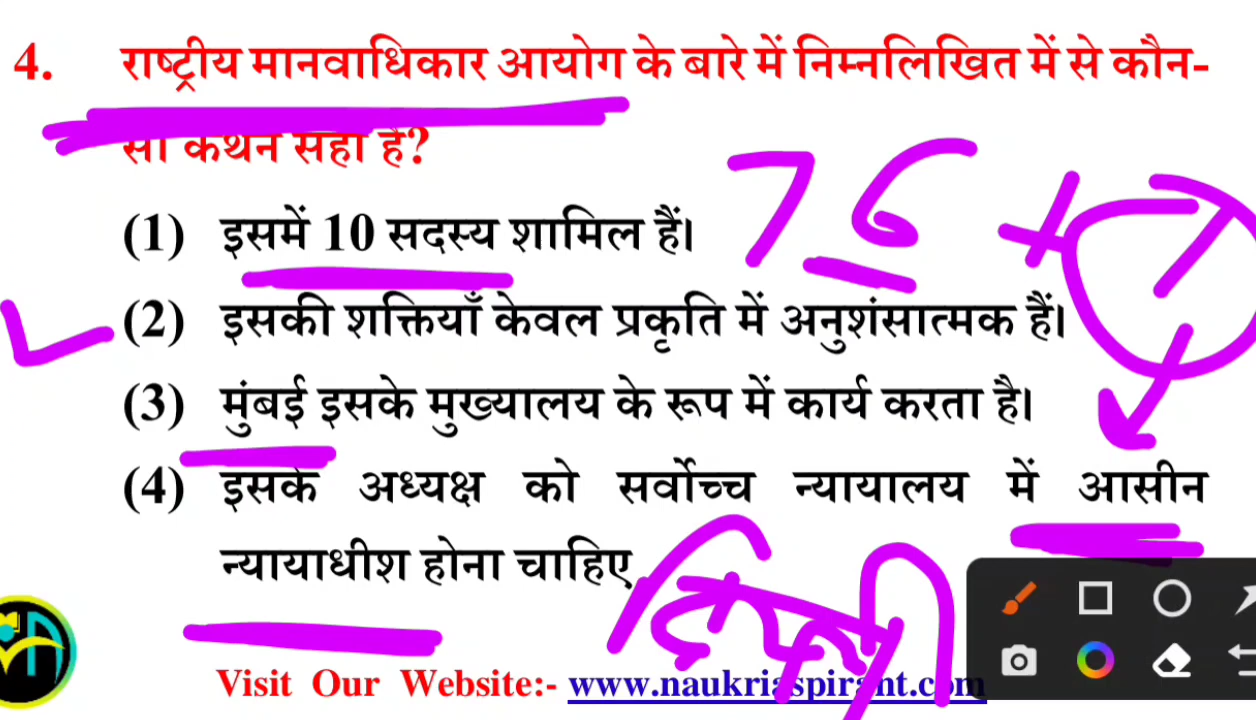 4. राष्ट्रीय मानवाधिकार आयोग के बारे में निम्नलिखित में से कौन-
सा कथन सही है?
(1) इसमें 10 सदस्य शामिल हैं।
(2) इसकी शक्तियाँ केवल प्रकृति में अनुशंसात्मक हैं।
(3) मुंबई इसके मुख्यालय के रूप में कार्य करता है।
(4) इसके अध्यक्ष को सर्वोच्च न्यायालय में आसीन
न्यायाधीश होना चाहिए
Visit Our Website:- www.naukriaspirant.com